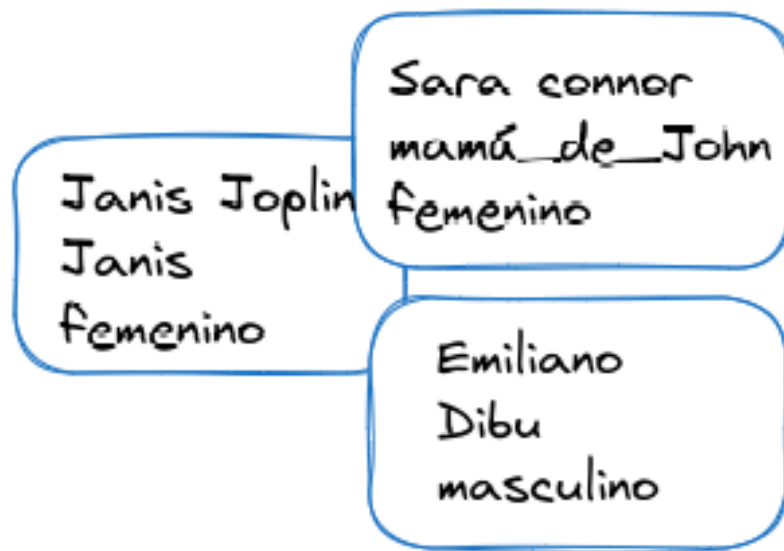 Janis Joplin
Janis
femenino
Sara connor
mamá_de_John
femenino
Emiliano
Dibu
masculino